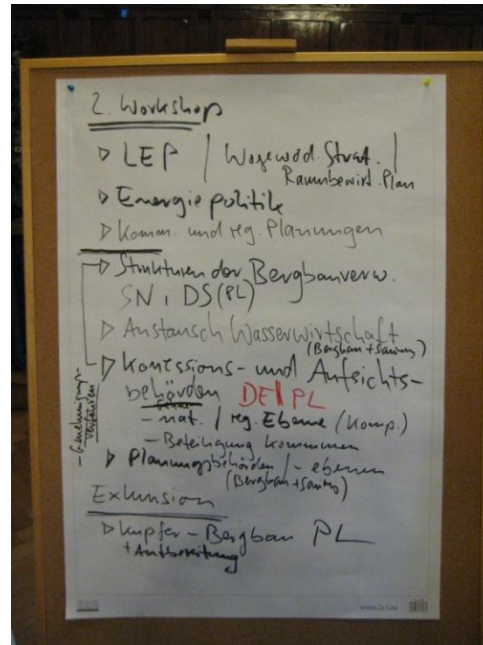 2. Workshop
▷ LEP / Wojewod. Strat. /
Raumbewirt. Plan
▷ Energiepolitik
▷ Komm. und reg. Planungen
▷ Strukturen der Bergbauverw.
SN, DS (PL)
▷ Austausch Wasserwirtschaft
(Bergbau + Sanierung)
▷ Konzessions- und Aufsichts-
behörden DE/PL
– nat. / reg. Ebene (Komp.)
– Beteiligung Kommunen
– Genehmigungs-
verfahren
▷ Planungsbehörden / -ebenen
(Bergbau + Sanierung)
Exkursion
▷ Kupfer-Bergbau PL
+ Aufbereitung